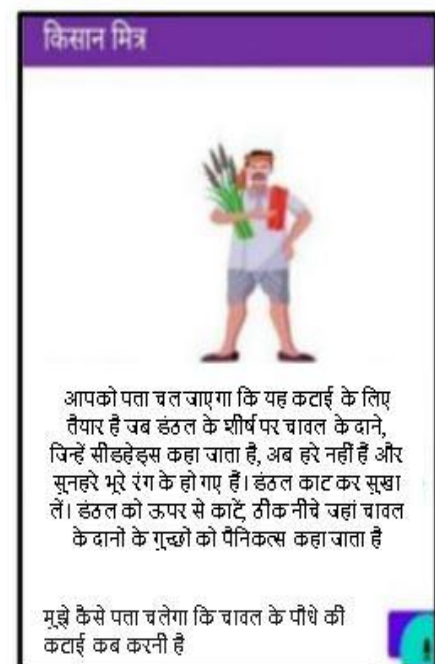 किसान मित्र
आपको पता चल जाएगा कि यह कटाई के लिए
तैयार है जब डंठल के शीर्ष पर चावल के दाने,
जिन्हें सीडहेड्स कहा जाता है, अब हरे नहीं हैं और
सुनहरे भूरे रंग के हो गए हैं। डंठल काट कर सुखा
लें। डंठल को ऊपर से काटें, ठीक नीचे जहां चावल
के दानों के गुच्छों को पैनिकल्स कहा जाता है
मुझे कैसे पता चलेगा कि चावल के पौधे की
कटाई कब करनी है